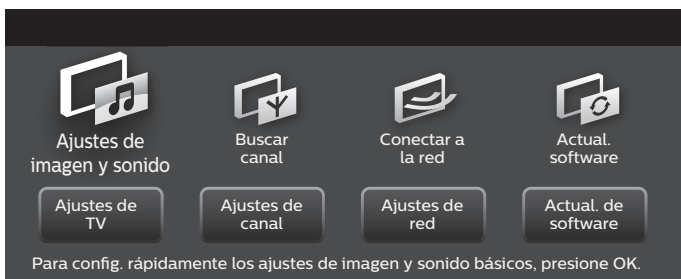 Ajustes de
imagen y sonido
Buscar
canal
Conectar a
la red
Actual.
software
Ajustes de
TV
Ajustes de
canal
Ajustes de
red
Actual. de
software
Para config. rápidamente los ajustes de imagen y sonido básicos, presione OK.